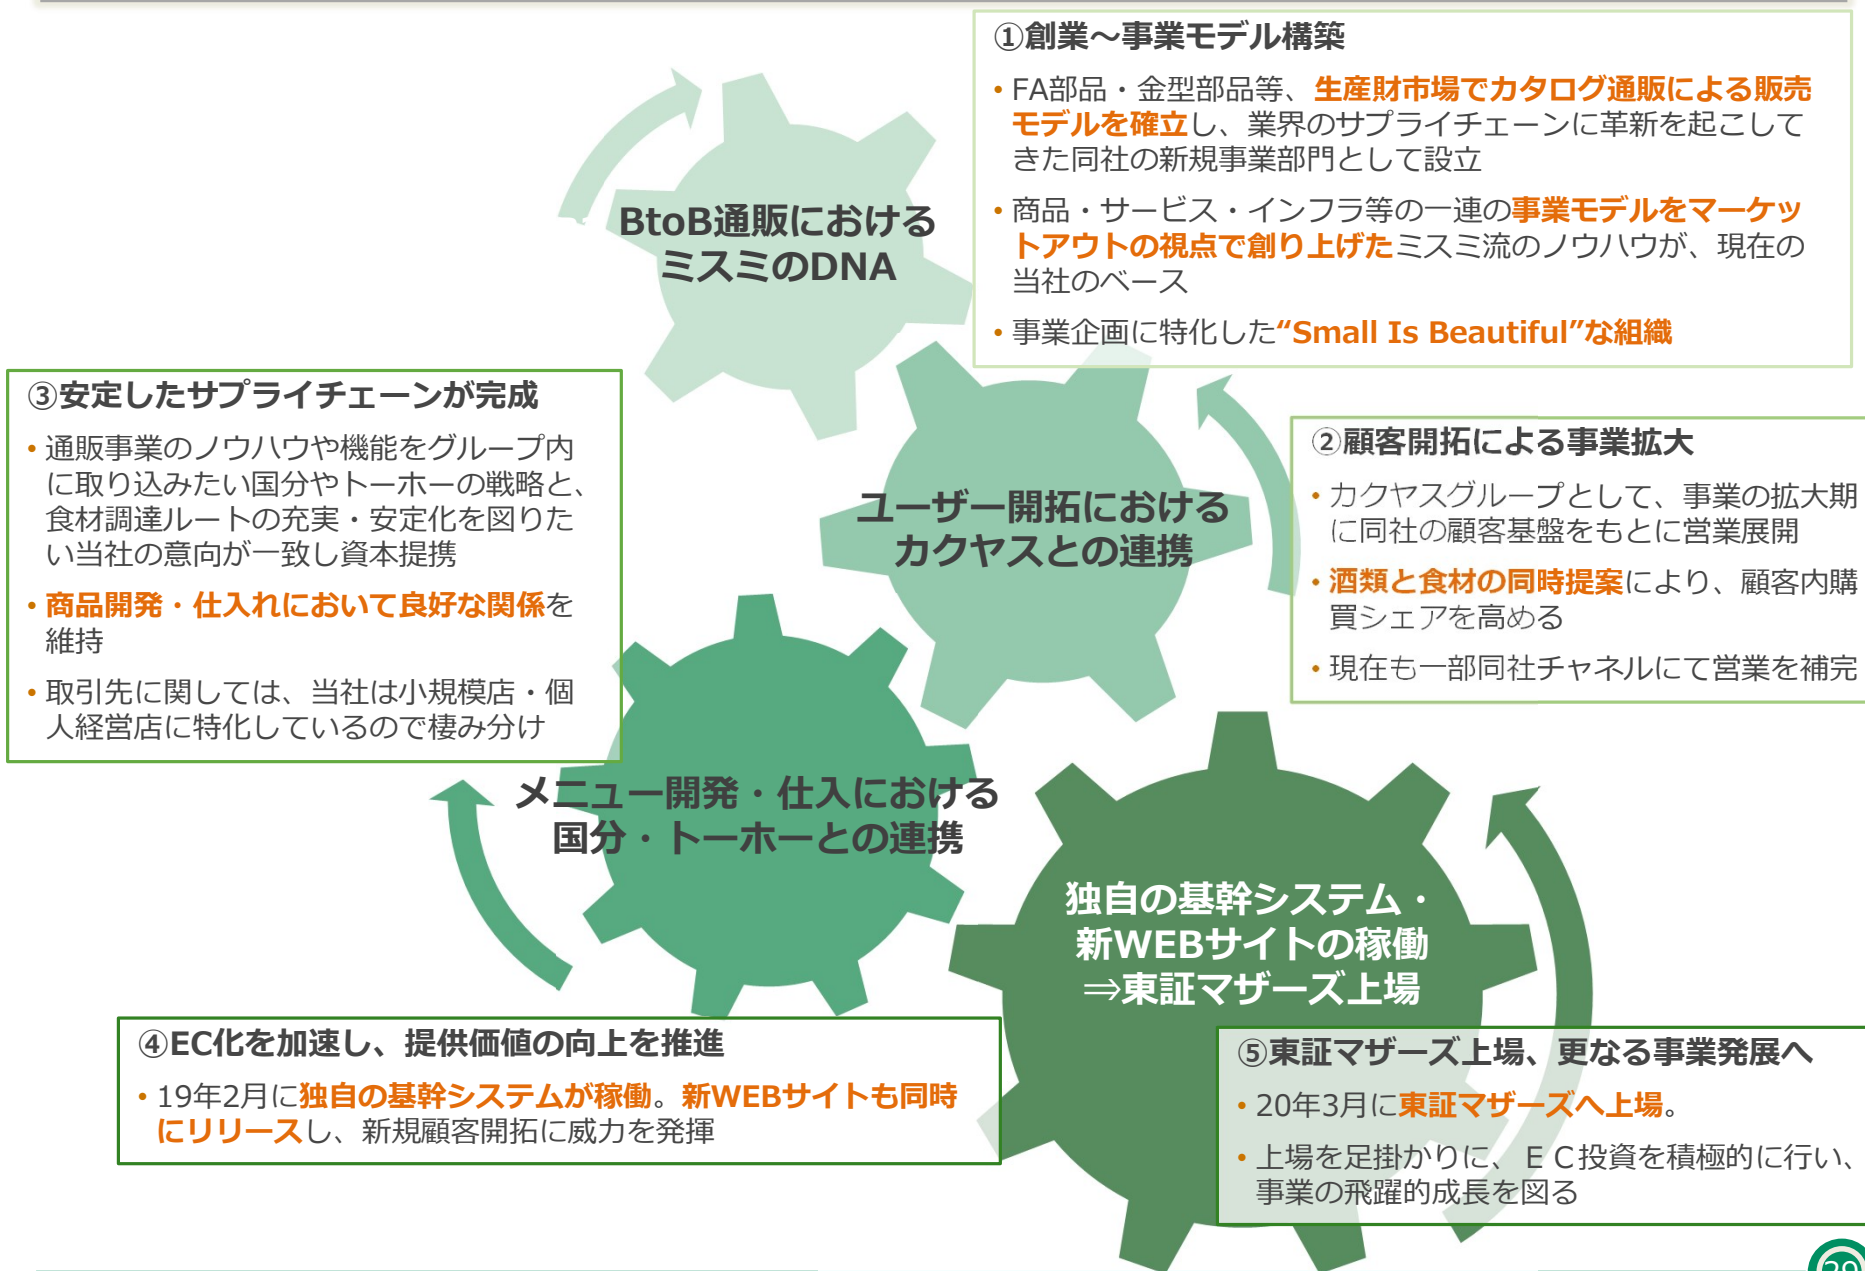 ①創業～事業モデル構築
・FA部品・金型部品等、生産財市場でカタログ通販による販売
モデルを確立し、業界のサプライチェーンに革新を起こして
きた同社の新規事業部門として設立
・商品・サービス・インフラ等の一連の事業モデルをマーケッ
トアウトの視点で創り上げたミスミ流のノウハウが、現在の
当社のベース
・事業企画に特化した“Small Is Beautiful”な組織
BtoB通販における
ミスミのDNA
②顧客開拓による事業拡大
・カクヤスグループとして、事業の拡大期
に同社の顧客基盤をもとに営業展開
・酒類と食材の同時提案により、顧客内購
買シェアを高める
・現在も一部同社チャネルにて営業を補完
ユーザー開拓における
カクヤスとの連携
③安定したサプライチェーンが完成
・通販事業のノウハウや機能をグループ内
に取り込みたい国分やトーホーの戦略と、
食材調達ルートの充実・安定化を図りた
い当社の意向が一致し資本提携
・商品開発・仕入れにおいて良好な関係を
維持
・取引先に関しては、当社は小規模店・個
人経営店に特化しているので棲み分け
メニュー開発・仕入における
国分・トーホーとの連携
独自の基幹システム・
新WEBサイトの稼働
⇒東証マザーズ上場
④EC化を加速し、提供価値の向上を推進
・19年2月に独自の基幹システムが稼働。新WEBサイトも同時
にリリースし、新規顧客開拓に威力を発揮
⑤東証マザーズ上場、更なる事業発展へ
・20年3月に東証マザーズへ上場。
・上場を足掛かりに、ＥＣ投資を積極的に行い、
事業の飛躍的成長を図る